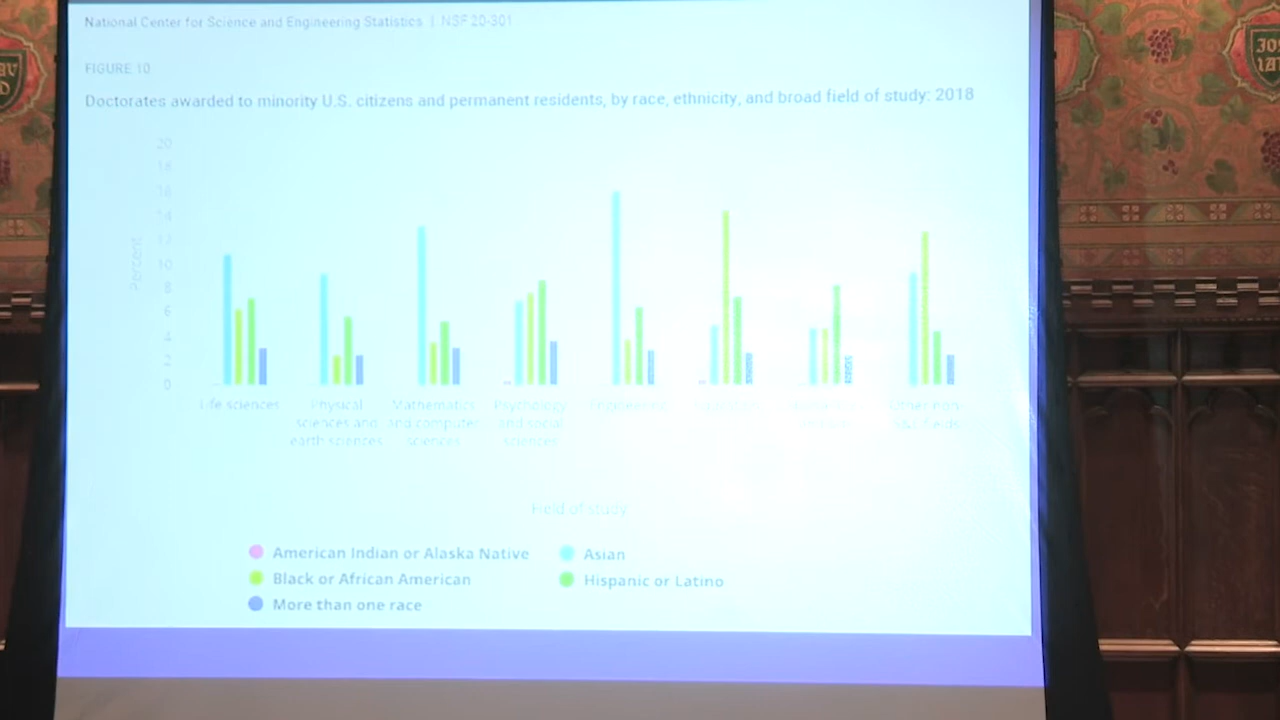 National Center for Science and Engineering Statistics | NSF 20-301
FIGURE 10
Doctorates awarded to minority U.S. citizens and permanent residents, by race, ethnicity, and broad field of study: 2018
20
18
16
14
12
10
8
6
4
2
0
Percent
Life sciences
Physical
sciences and
earth sciences
Mathematics
and computer
sciences
Psychology
and social
sciences
Engineering
Education
Other non-
S&E fields
Field of study
American Indian or Alaska Native
Asian
Black or African American
Hispanic or Latino
More than one race